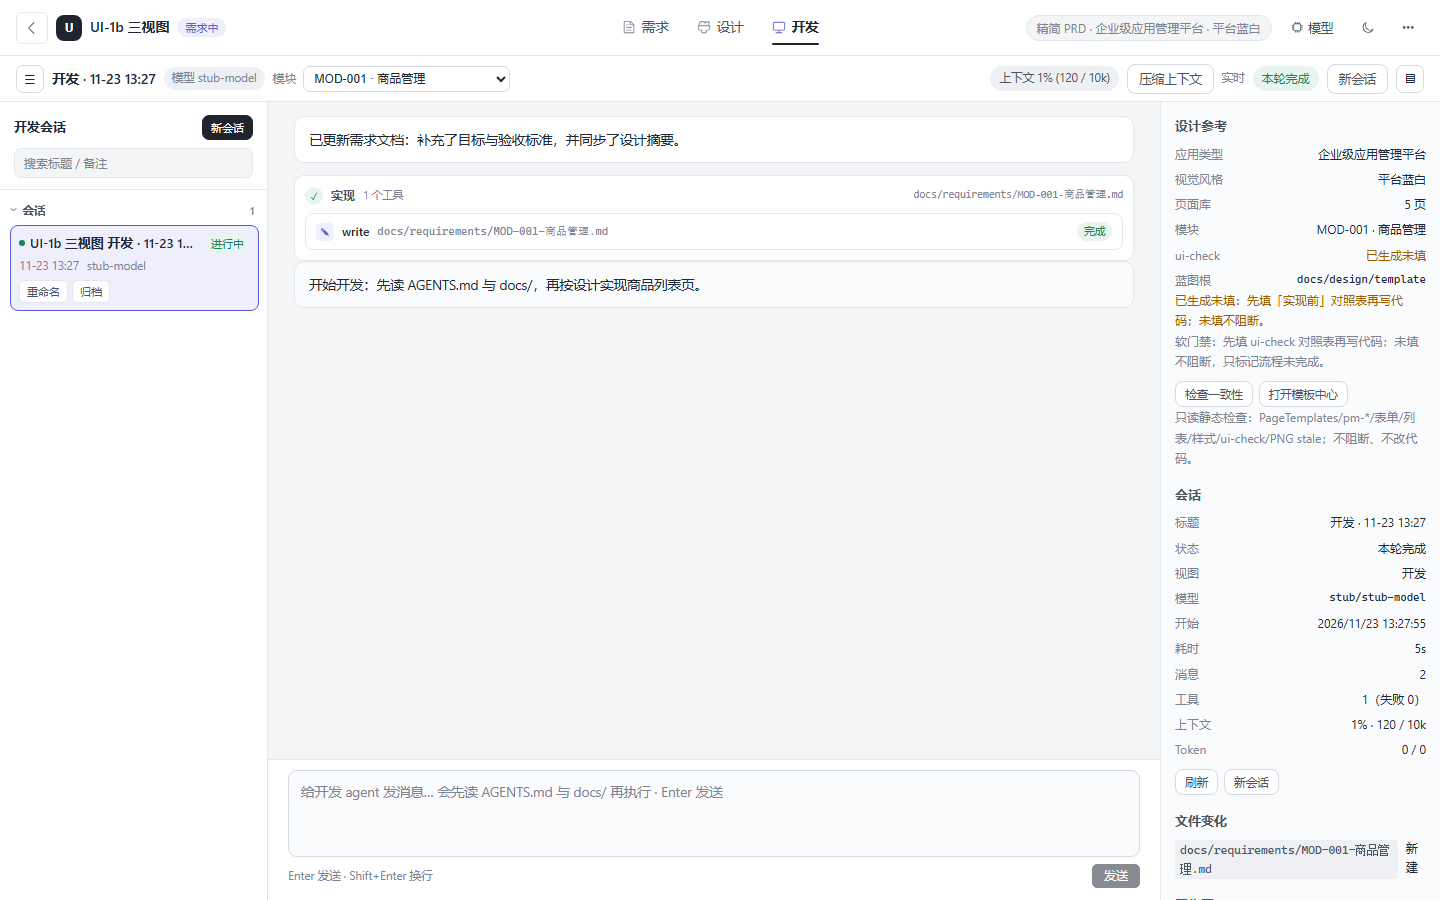 U UI-1b 三视图 需求中
需求 设计 开发
精简 PRD · 企业级应用管理平台 · 平台蓝白 模型
开发 · 11-23 13:27 模型 stub-model 模块 MOD-001 · 商品管理
上下文 1% (120 / 10k) 压缩上下文 实时 本轮完成 新会话
开发会话 新会话
搜索标题 / 备注
会话 1
UI-1b 三视图 开发 · 11-23 1... 进行中
11-23 13:27 stub-model
重命名 归档
已更新需求文档：补充了目标与验收标准，并同步了设计摘要。
实现 1 个工具 docs/requirements/MOD-001-商品管理.md
write docs/requirements/MOD-001-商品管理.md 完成
开始开发：先读 AGENTS.md 与 docs/，再按设计实现商品列表页。
给开发 agent 发消息... 会先读 AGENTS.md 与 docs/ 再执行 · Enter 发送
Enter 发送 · Shift+Enter 换行 发送
设计参考
应用类型 企业级应用管理平台
视觉风格 平台蓝白
页面库 5 页
模块 MOD-001 · 商品管理
ui-check 已生成未填
蓝图根 docs/design/template
已生成未填：先填「实现前」对照表再写代
码；未填不阻断。
软门禁：先填 ui-check 对照表再写代码；未填
不阻断，只标记流程未完成。
检查一致性 打开模板中心
只读静态检查：PageTemplates/pm-*/表单/列
表/样式/ui-check/PNG stale；不阻断、不改代
码。
会话
标题 开发 · 11-23 13:27
状态 本轮完成
视图 开发
模型 stub/stub-model
开始 2026/11/23 13:27:55
耗时 5s
消息 2
工具 1（失败 0）
上下文 1% · 120 / 10k
Token 0 / 0
刷新 新会话
文件变化
docs/requirements/MOD-001-商品管 新
理.md 建